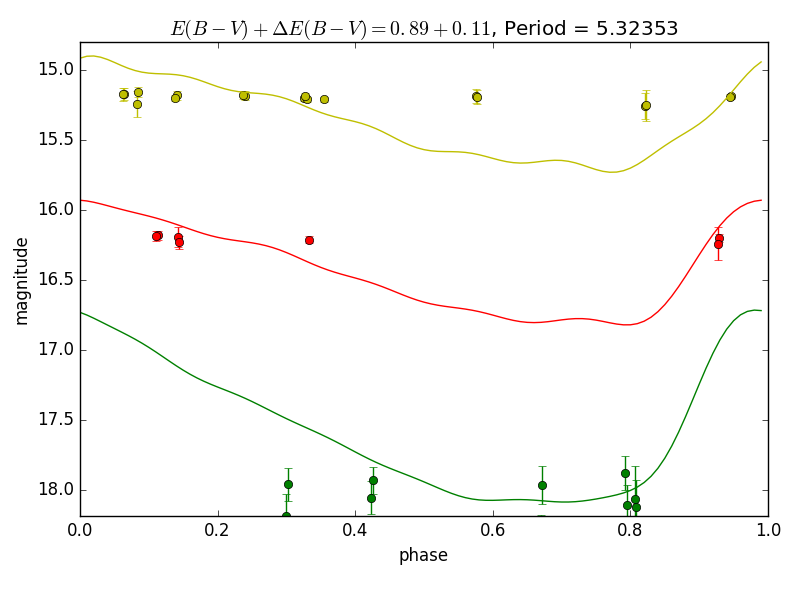 E(B − V) + ΔE(B − V) = 0.89 + 0.11, Period = 5.32353
15.0
15.5
16.0
16.5
17.0
17.5
18.0
magnitude
0.0 0.2 0.4 0.6 0.8 1.0
phase